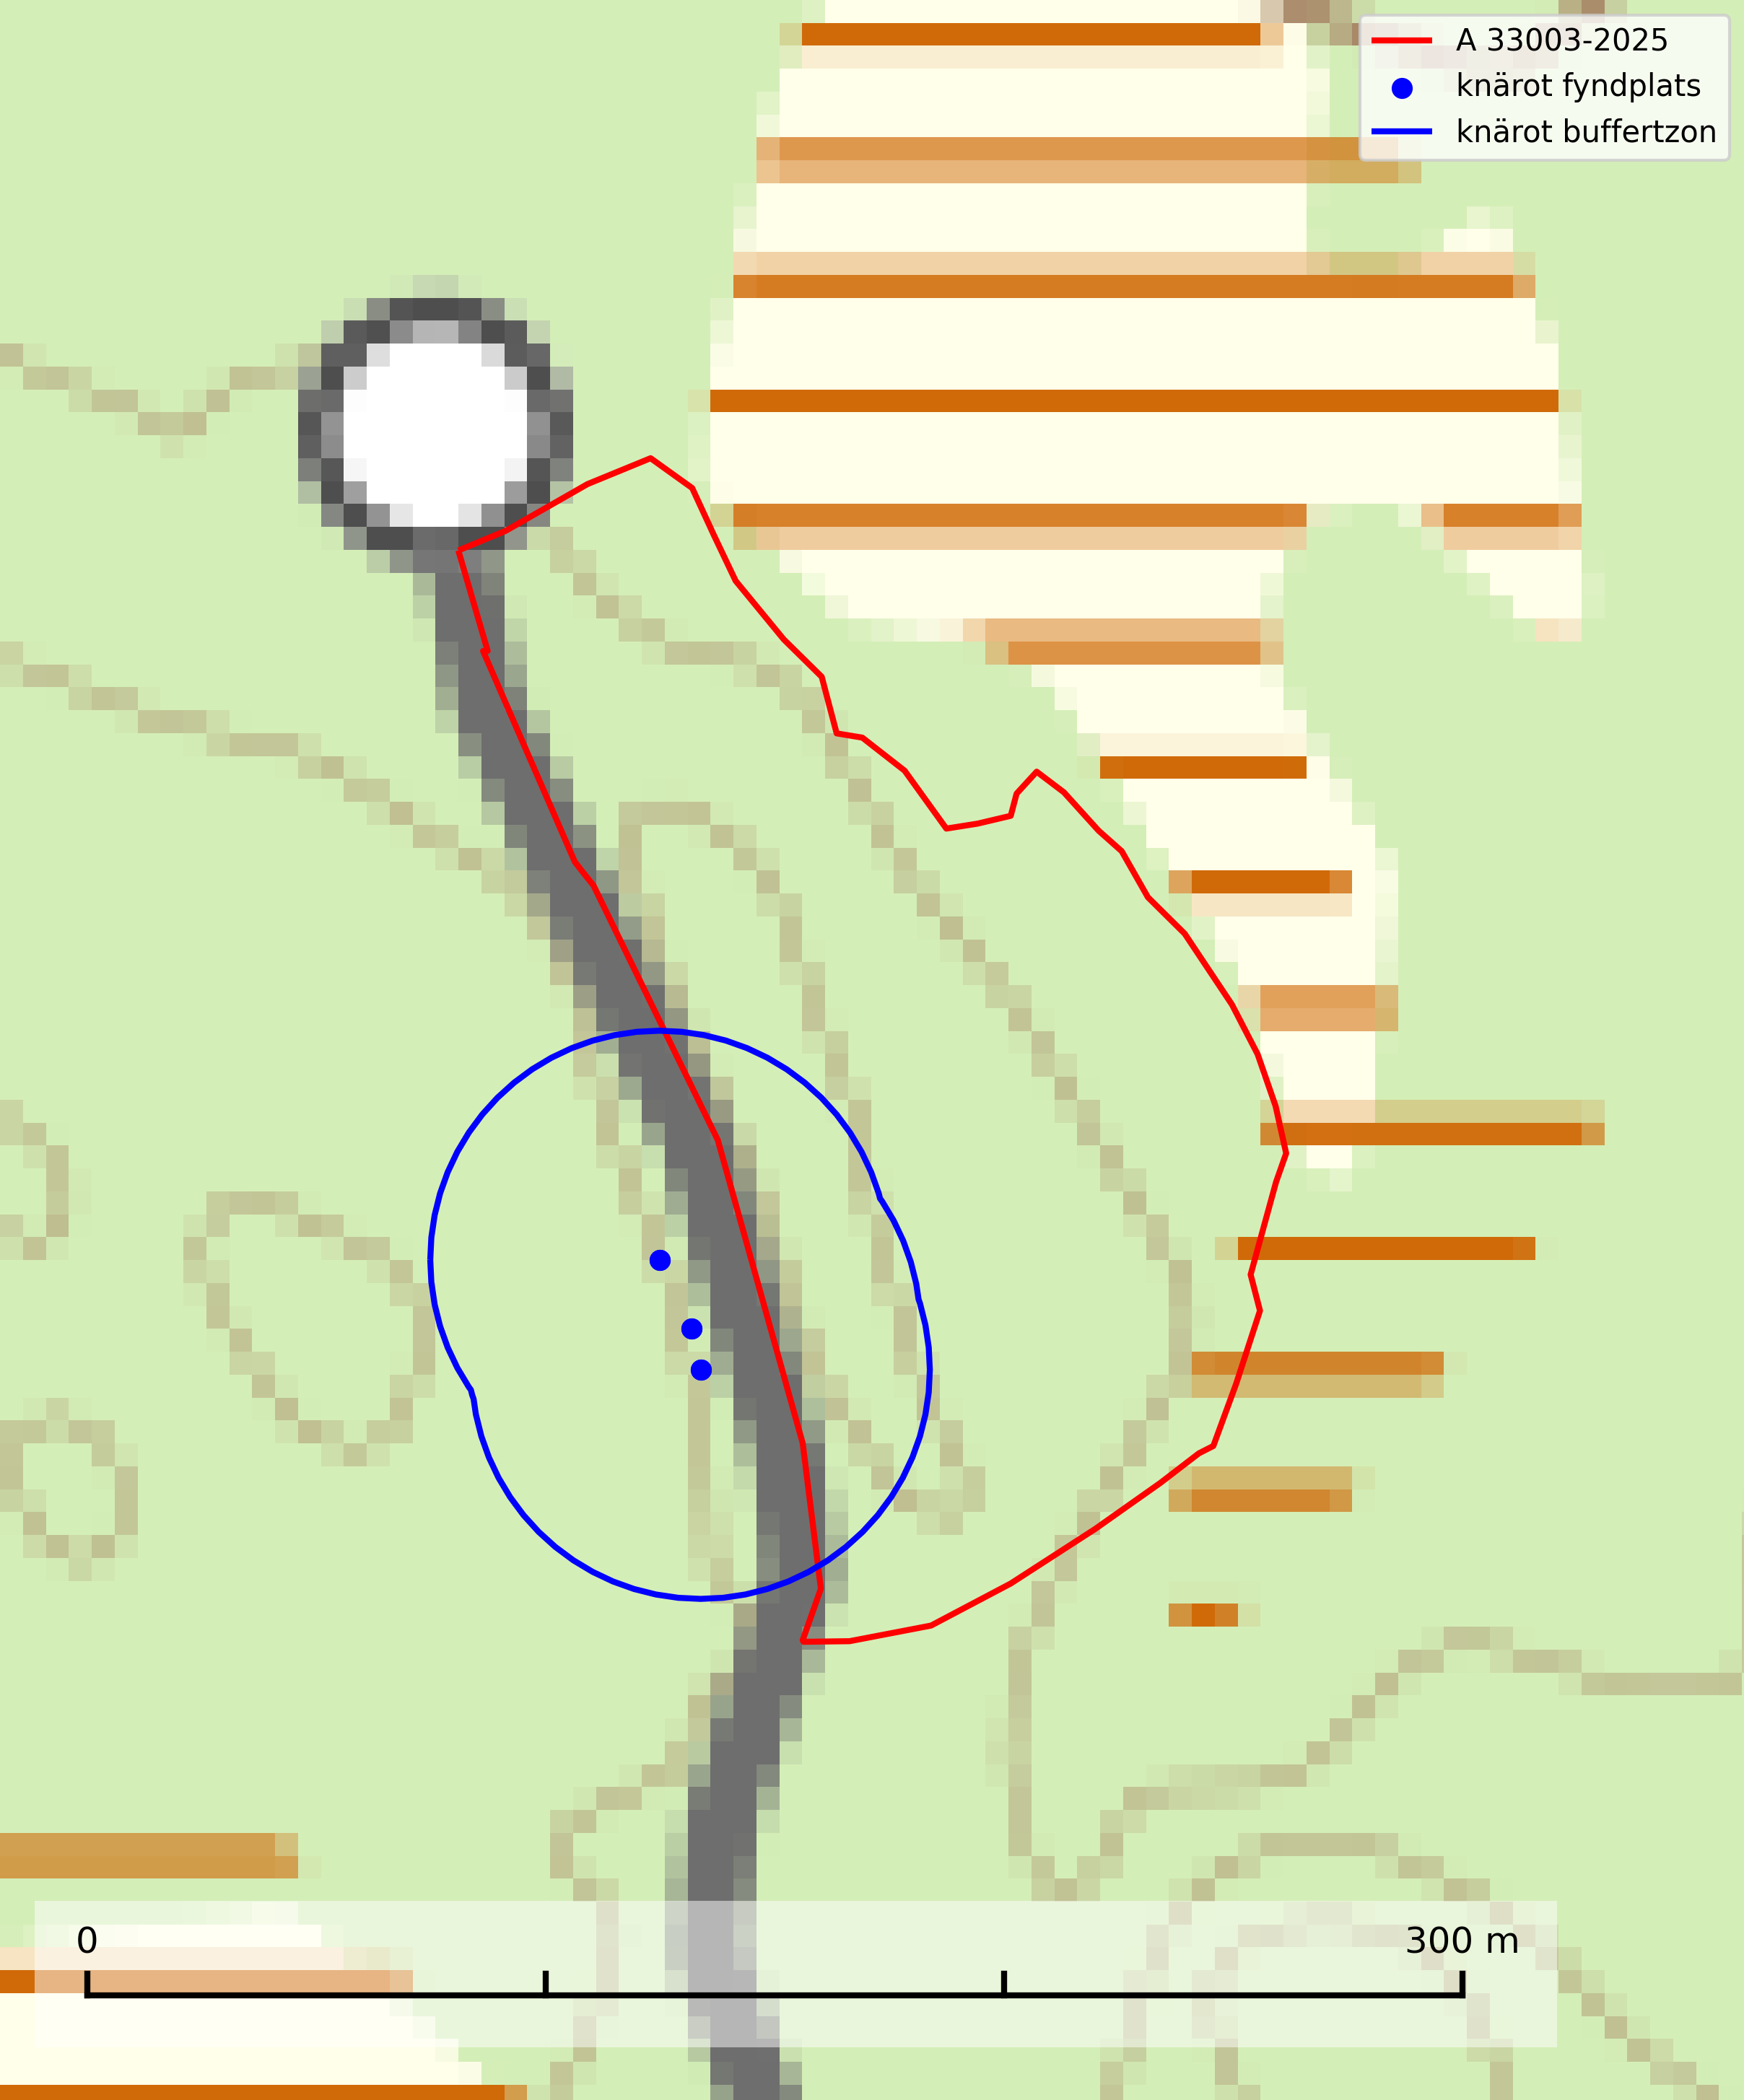 A 33003-2025
knärot fyndplats
knärot buffertzon
0 300 m